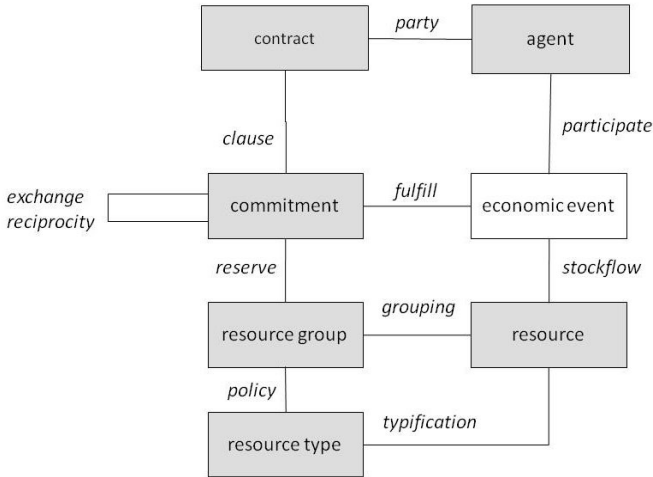 party
contract
agent
clause
participate
exchange
reciprocity
commitment
fulfill
economic event
reserve
stockflow
grouping
resource group
resource
policy
typification
resource type